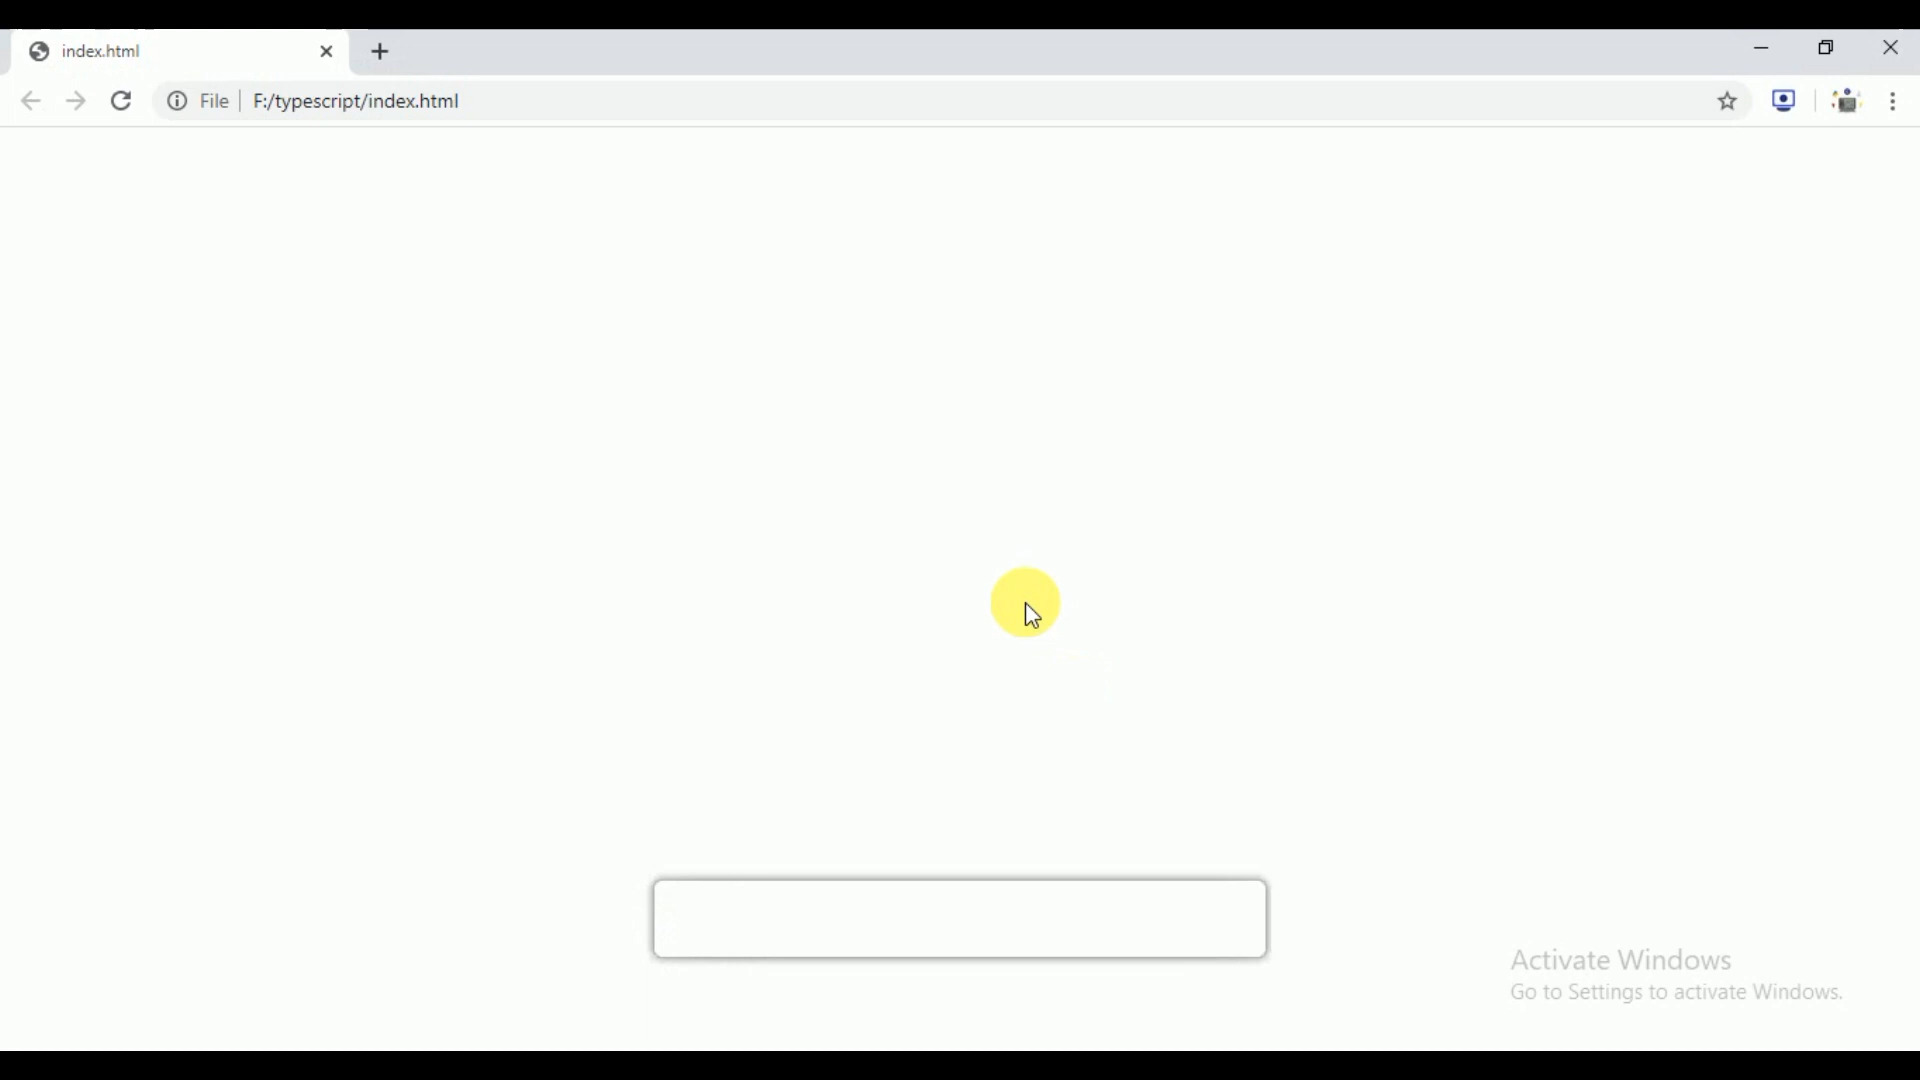 index.html
File
F:/typescript/index.html
Activate Windows
Go to Settings to activate Windows.